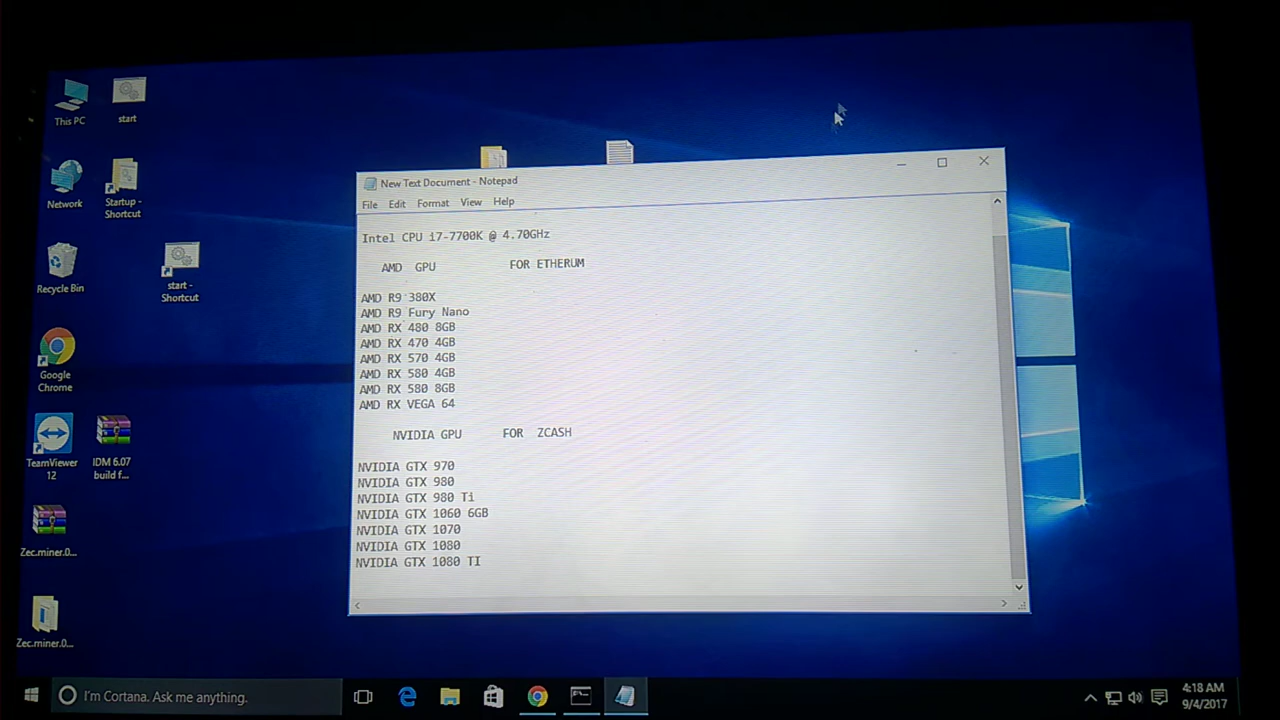 This PC
start
Network
Startup -
Shortcut
Recycle Bin
start -
Shortcut
Google
Chrome
TeamViewer
12
IDM 6.07
build f...
Zec.miner.0...
Zec.miner.0...
New Text Document - Notepad
File Edit Format View Help
Intel CPU i7-7700K @ 4.70GHz
AMD GPU FOR ETHERUM
AMD R9 380X
AMD R9 Fury Nano
AMD RX 480 8GB
AMD RX 470 4GB
AMD RX 570 4GB
AMD RX 580 4GB
AMD RX 580 8GB
AMD RX VEGA 64
NVIDIA GPU FOR ZCASH
NVIDIA GTX 970
NVIDIA GTX 980
NVIDIA GTX 980 Ti
NVIDIA GTX 1060 6GB
NVIDIA GTX 1070
NVIDIA GTX 1080
NVIDIA GTX 1080 TI
I'm Cortana. Ask me anything.
4:18 AM
9/4/2017